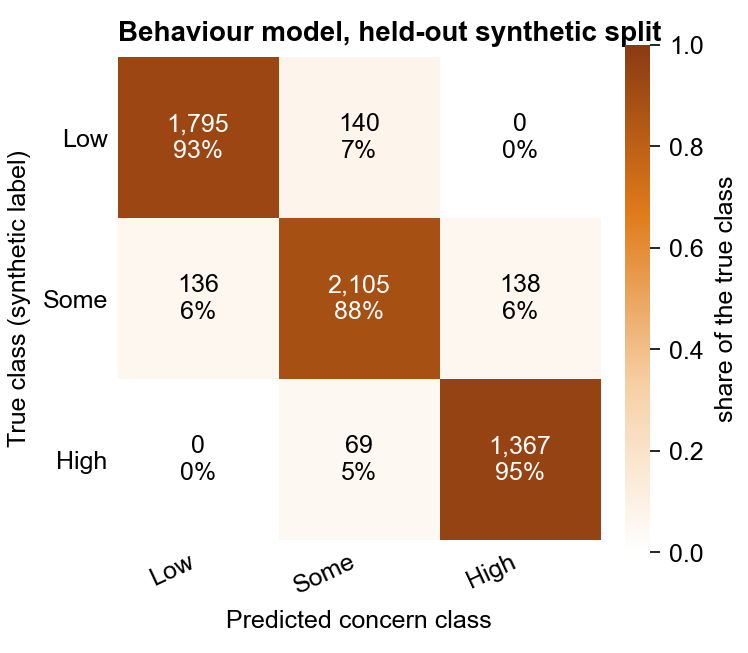 Behaviour model, held-out synthetic split
True class (synthetic label)
Low
1,795
93%
140
7%
0
0%
Some
136
6%
2,105
88%
138
6%
High
0
0%
69
5%
1,367
95%
Low
Some
High
Predicted concern class
1.0
0.8
0.6
0.4
0.2
0.0
share of the true class